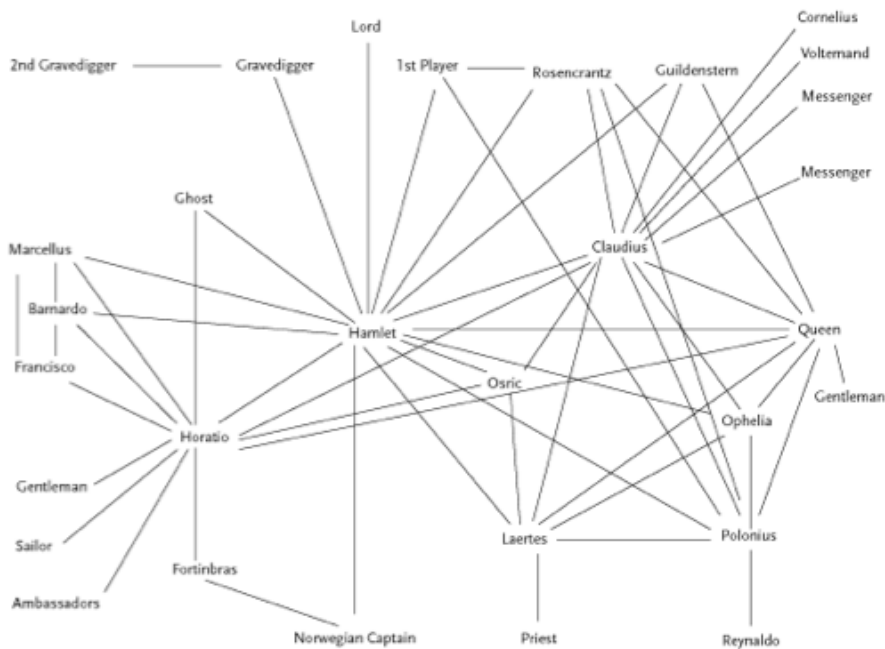 Lord
Cornelius
2nd Gravedigger
Gravedigger
1st Player
Rosencrantz
Guildenstern
Voltemand
Messenger
Messenger
Ghost
Marcellus
Claudius
Barnardo
Hamlet
Queen
Francisco
Osric
Gentleman
Ophelia
Horatio
Gentleman
Laertes
Polonius
Sailor
Fortinbras
Ambassadors
Norwegian Captain
Priest
Reynaldo